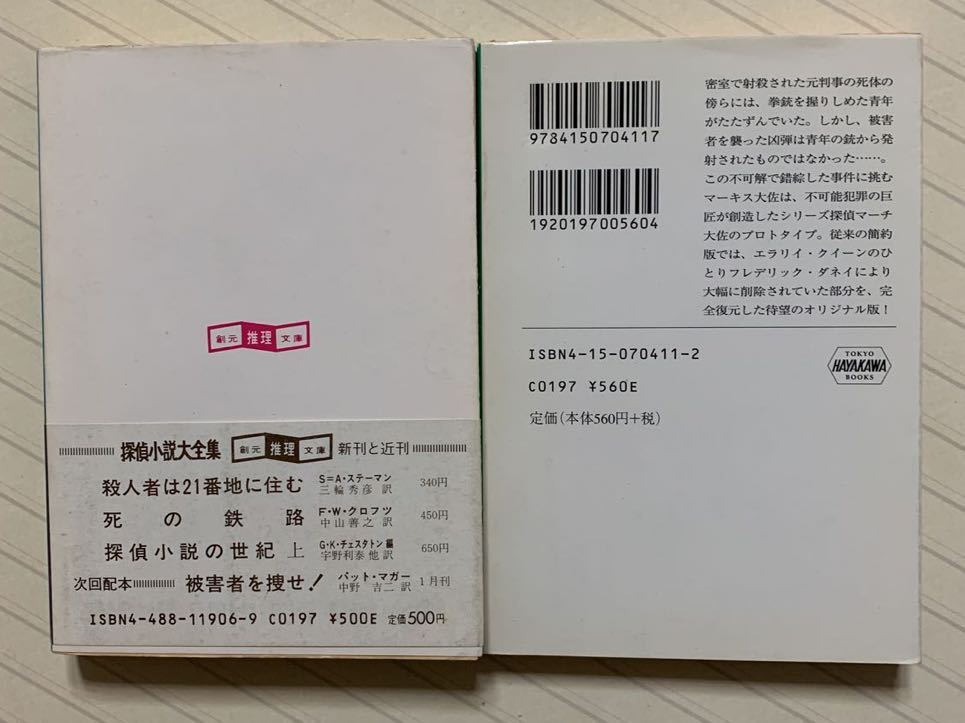 創元 推理 文庫
探偵小説大全集 創元 推理 文庫 新刊と近刊
殺人者は21番地に住む S=A・ステーマン 三輪秀彦 訳 340円
死の鉄路 F・W・クロフツ 中山善之 訳 450円
探偵小説の世紀 上 G・K・チェスタトン編 宇野利泰 他訳 650円
次回配本 被害者を捜せ! パット・マガー 中野 吉二 訳 1月刊
ISBN4-488-11906-9 C0197 ¥500E 定価500円
9784150704117
1920197005604
密室で射殺された元判事の死体の
傍らには、拳銃を握りしめた青年
がたたずんでいた。しかし、被害
者を襲った凶弾は青年の銃から発
射されたものではなかった……。
この不可解で錯綜した事件に挑む
マーキス大佐は、不可能犯罪の巨
匠が創造したシリーズ探偵マーチ
大佐のプロトタイプ。従来の簡約
版では、エラリイ・クイーンのひ
とりフレデリック・ダネイにより
大幅に削除されていた部分を、完
全復元した待望のオリジナル版!
ISBN4-15-070411-2
C0197 ¥560E
定価(本体560円+税)
TOKYO
HAYAKAWA
BOOKS